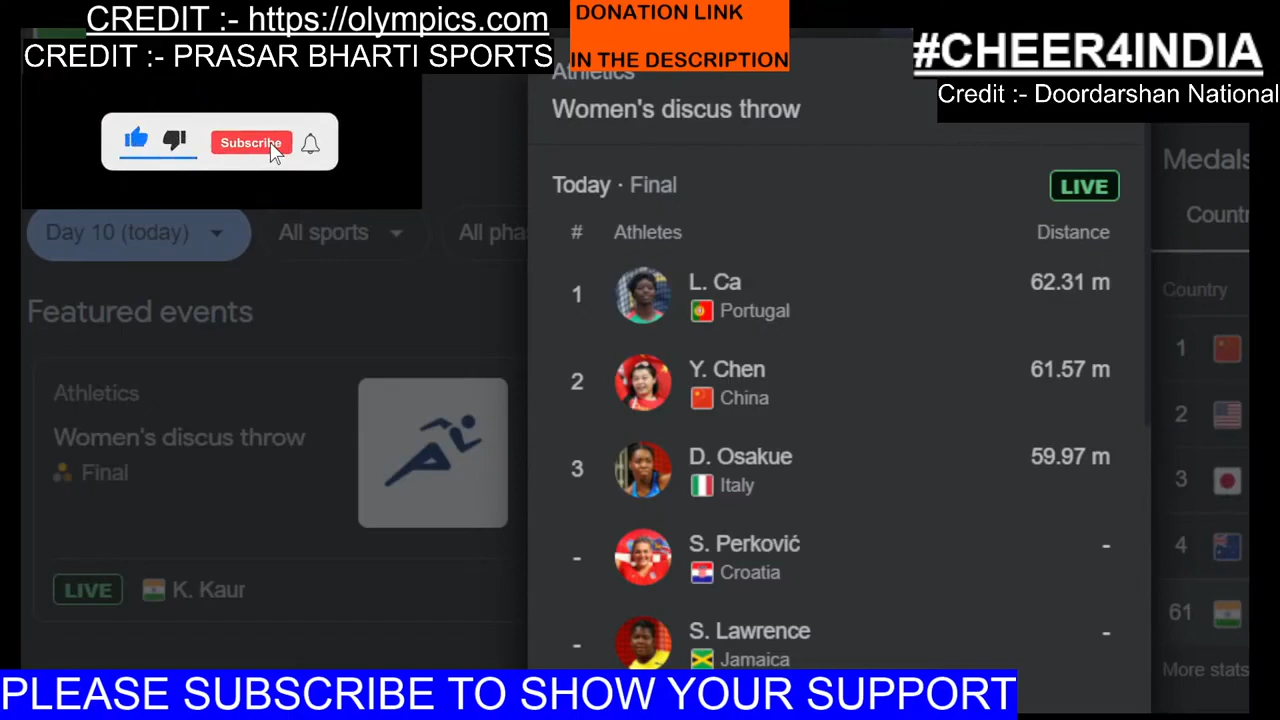 CREDIT :- https://olympics.com
CREDIT :- PRASAR BHARTI SPORTS
DONATION LINK
IN THE DESCRIPTION
#CHEER4INDIA
Credit :- Doordarshan National
Subscribe
Day 10 (today)
All sports
All pha
Featured events
Athletics
Women's discus throw
Final
LIVE
K. Kaur
Athletics
Women's discus throw
Today · Final
LIVE
# Athletes Distance
1 L. Ca 62.31 m
Portugal
2 Y. Chen 61.57 m
China
3 D. Osakue 59.97 m
Italy
- S. Perković -
Croatia
- S. Lawrence -
Jamaica
Medals
Countr
Country
1
2
3
4
61
More stats
PLEASE SUBSCRIBE TO SHOW YOUR SUPPORT